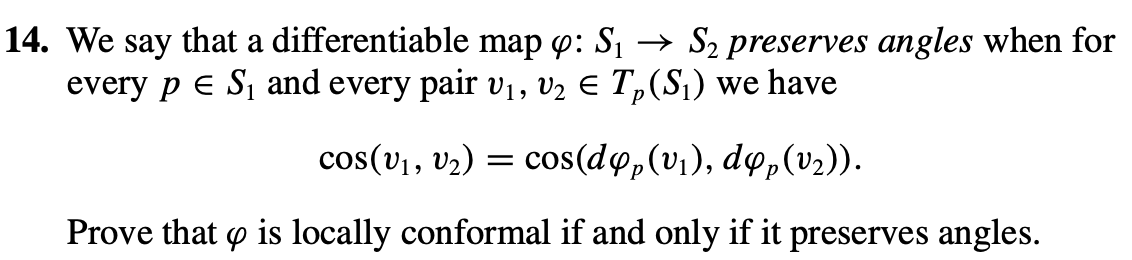 14. We say that a differentiable map φ: S₁ → S₂ preserves angles when for
every p ∈ S₁ and every pair v₁, v₂ ∈ Tₚ(S₁) we have
cos(v₁, v₂) = cos(dφₚ(v₁), dφₚ(v₂)).
Prove that φ is locally conformal if and only if it preserves angles.